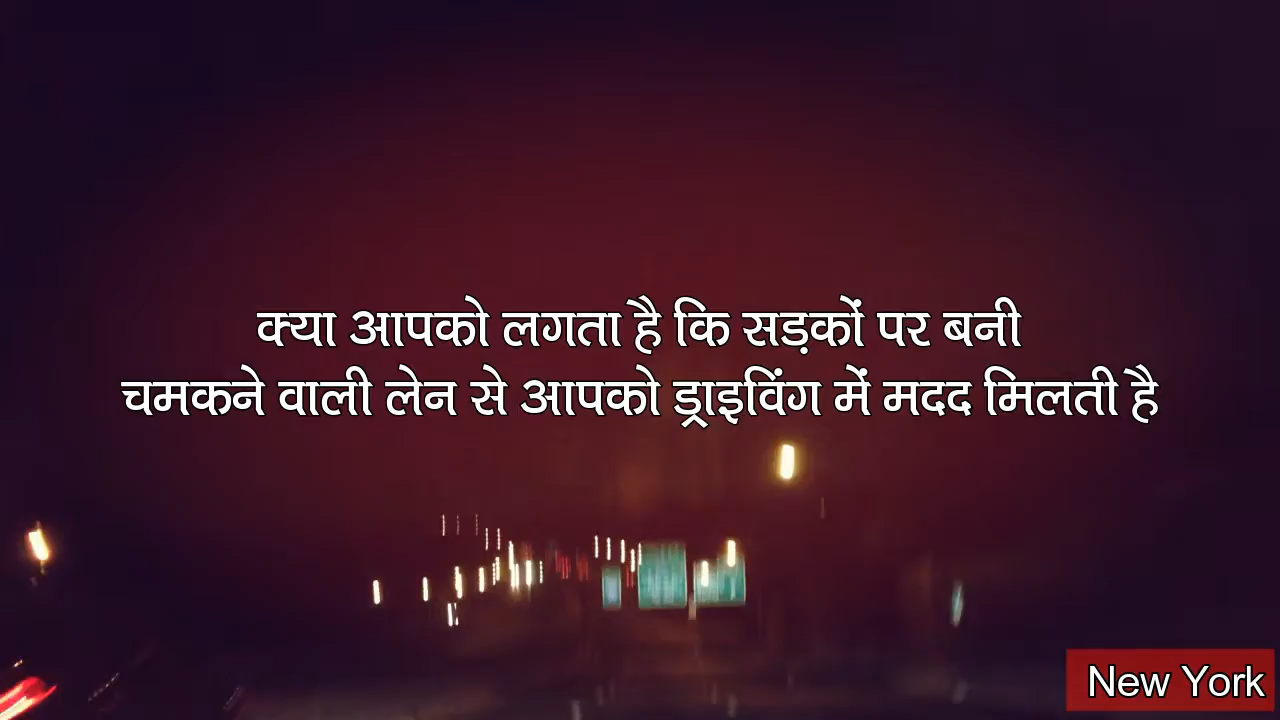 क्या आपको लगता है कि सड़कों पर बनी
चमकने वाली लेन से आपको ड्राइविंग में मदद मिलती है
New York